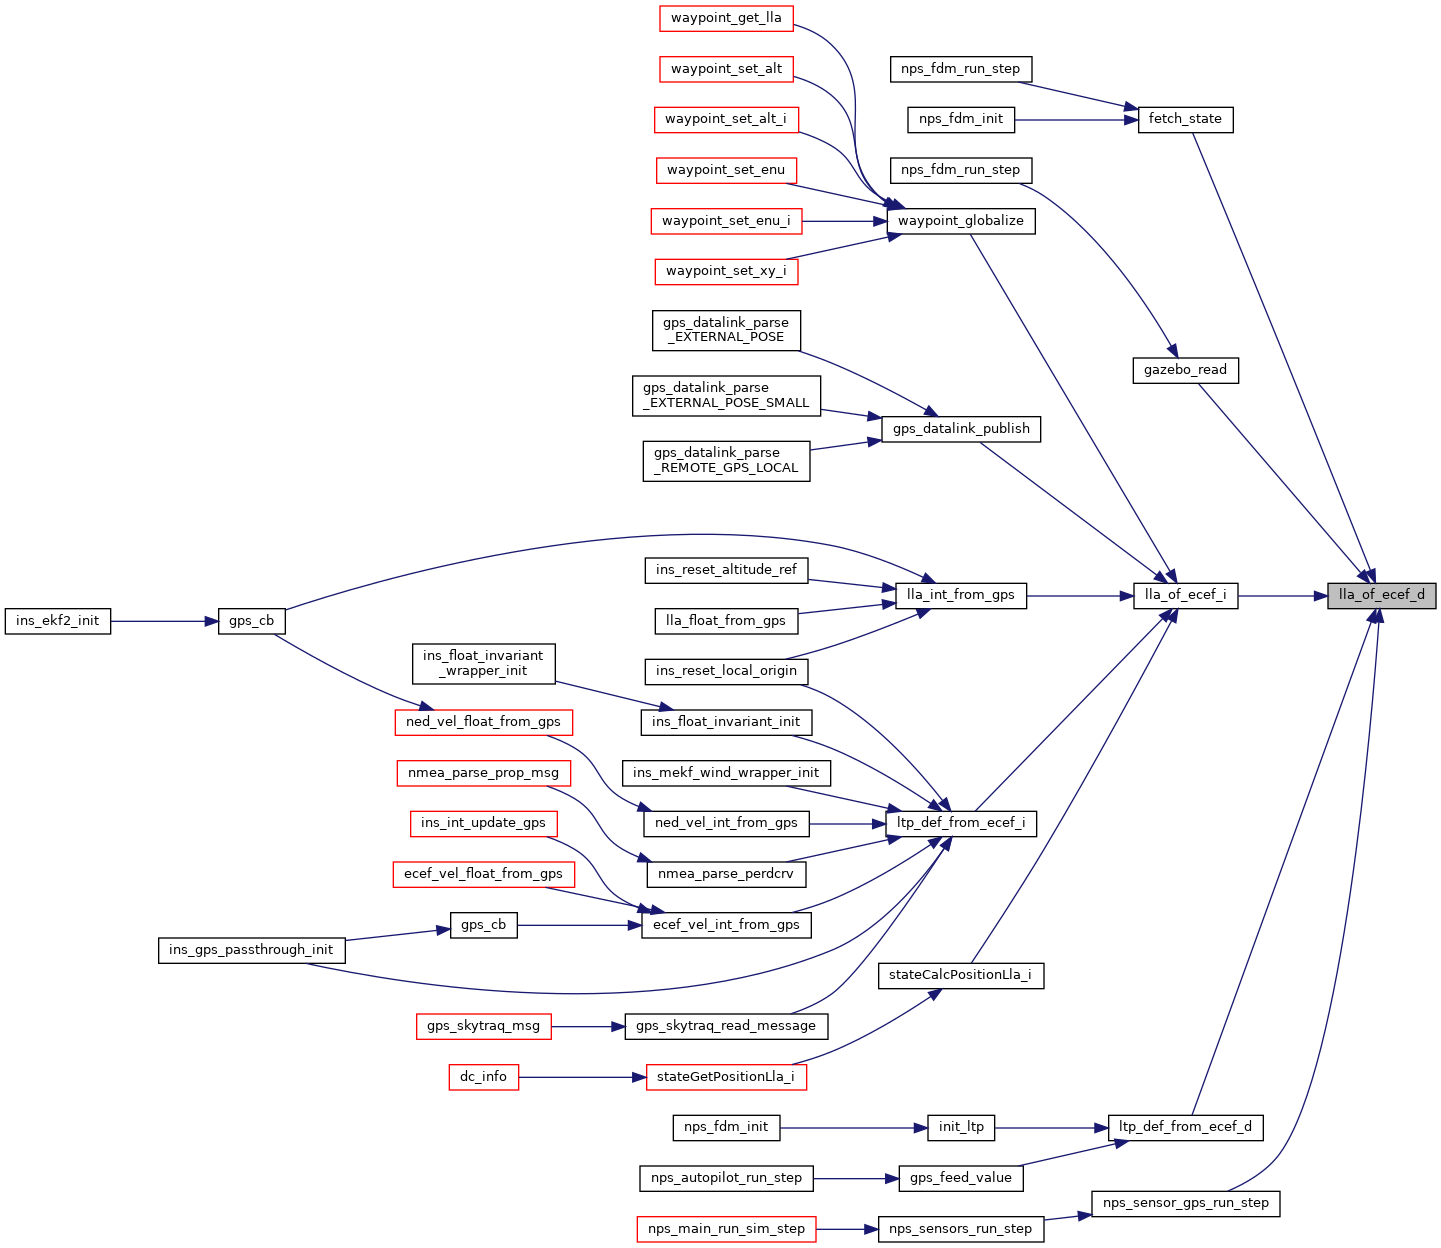 waypoint_get_lla
waypoint_set_alt
nps_fdm_run_step
waypoint_set_alt_i
nps_fdm_init
fetch_state
waypoint_set_enu
nps_fdm_run_step
waypoint_set_enu_i
waypoint_globalize
waypoint_set_xy_i
gps_datalink_parse
_EXTERNAL_POSE
gazebo_read
gps_datalink_parse
_EXTERNAL_POSE_SMALL
gps_datalink_publish
gps_datalink_parse
_REMOTE_GPS_LOCAL
ins_reset_altitude_ref
lla_int_from_gps
lla_of_ecef_i
lla_of_ecef_d
ins_ekf2_init
gps_cb
lla_float_from_gps
ins_float_invariant
_wrapper_init
ins_reset_local_origin
ned_vel_float_from_gps
ins_float_invariant_init
nmea_parse_prop_msg
ins_mekf_wind_wrapper_init
ins_int_update_gps
ned_vel_int_from_gps
ltp_def_from_ecef_i
ecef_vel_float_from_gps
nmea_parse_perdcrv
gps_cb
ecef_vel_int_from_gps
ins_gps_passthrough_init
stateCalcPositionLla_i
gps_skytraq_msg
gps_skytraq_read_message
dc_info
stateGetPositionLla_i
nps_fdm_init
init_ltp
ltp_def_from_ecef_d
nps_autopilot_run_step
gps_feed_value
nps_sensor_gps_run_step
nps_main_run_sim_step
nps_sensors_run_step